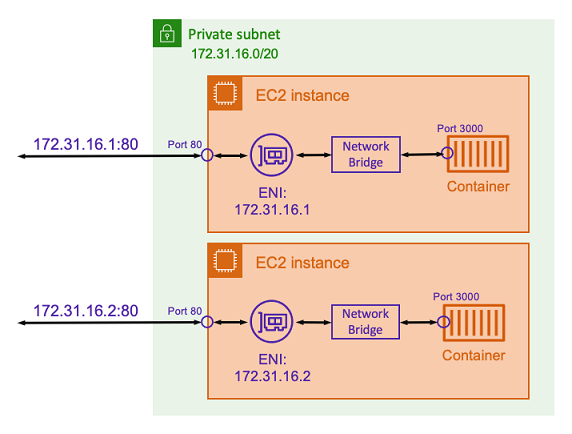 Private subnet
172.31.16.0/20
EC2 instance
172.31.16.1:80
Port 80
ENI:
172.31.16.1
Network
Bridge
Port 3000
Container
EC2 instance
172.31.16.2:80
Port 80
ENI:
172.31.16.2
Network
Bridge
Port 3000
Container